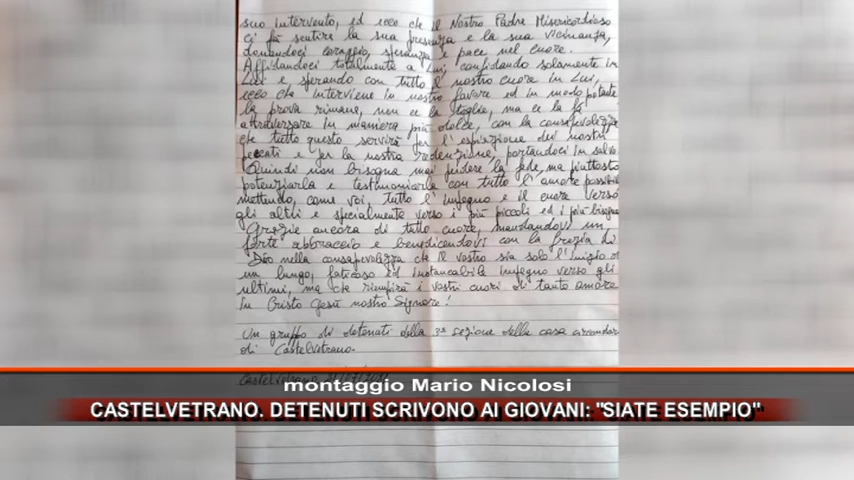 suo intervento, ed ecco che il Nostro Padre Misericordioso
ci fa sentire la sua presenza e la sua vicinanza,
donandoci coraggio, speranza e pace nel cuore.
Affidandoci totalmente a Lui, confidando solamente in
Lui e, sperando con tutto il nostro cuore in Lui,
ecco che interviene in nostro favore ed in modo potente
la prova rimane, non ce la toglie, ma ce la fa
attraversare in maniera più dolce, con la consapevolezza
che tutto questo servirà per l'espiazione dei nostri
peccati e per la nostra redenzione, portandoci in salvo.
Quindi non bisogna mai perdere la fede, ma piuttosto
potenziarla e testimoniarla con tutto l'amore possibil
mettendo, come voi, tutto l'impegno e il cuore verso
gli altri e specialmente verso i più piccoli ed i più bisogno
Grazie ancora di tutto cuore, mandandovi un
forte abbraccio e benedicendovi con la grazia di
Dio nella consapevolezza che il vostro sia solo l'inizio di
un lungo, faticoso ed instancabile impegno verso gli
ultimi, ma che riempirà i vostri cuori di tanto amore
In Cristo Gesù nostro Signore!
Un gruppo di detenuti della 3ª sezione della casa circondar
di Castelvetrano.
Castelvetrano
montaggio Mario Nicolosi
CASTELVETRANO. DETENUTI SCRIVONO AI GIOVANI: "SIATE ESEMPIO"